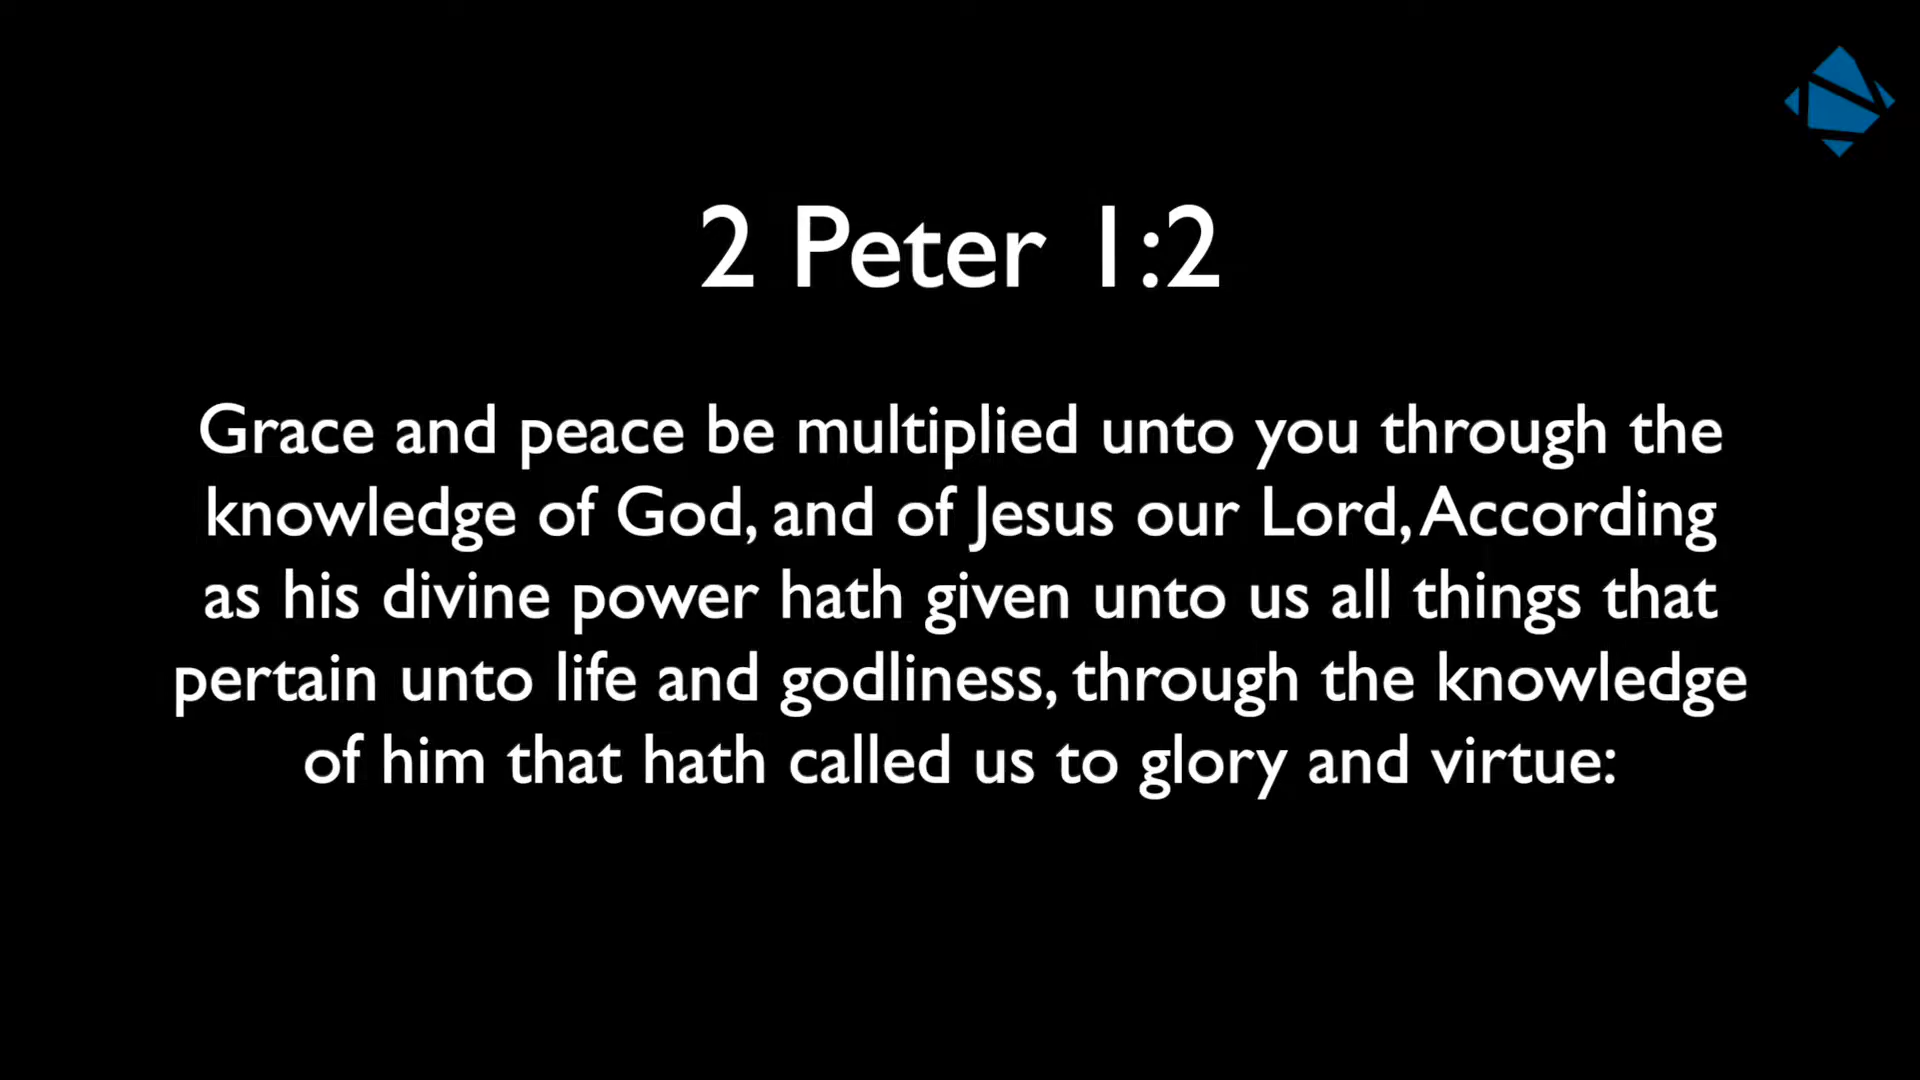 2 Peter 1:2
Grace and peace be multiplied unto you through the
knowledge of God, and of Jesus our Lord, According
as his divine power hath given unto us all things that
pertain unto life and godliness, through the knowledge
of him that hath called us to glory and virtue: